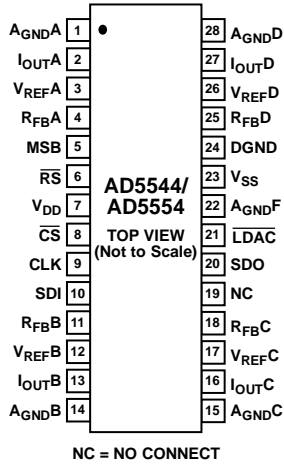 AGNDA 1 28 AGNDD
IOUTA 2 27 IOUTD
VREFA 3 26 VREFD
RFBA 4 25 RFBD
MSB 5 24 DGND
RS 6 23 VSS
AD5544/
AD5554
VDD 7 22 AGNDF
CS 8 TOP VIEW 21 LDAC
(Not to Scale)
CLK 9 20 SDO
SDI 10 19 NC
RFBB 11 18 RFBC
VREFB 12 17 VREFC
IOUTB 13 16 IOUTC
AGNDB 14 15 AGNDC
NC = NO CONNECT